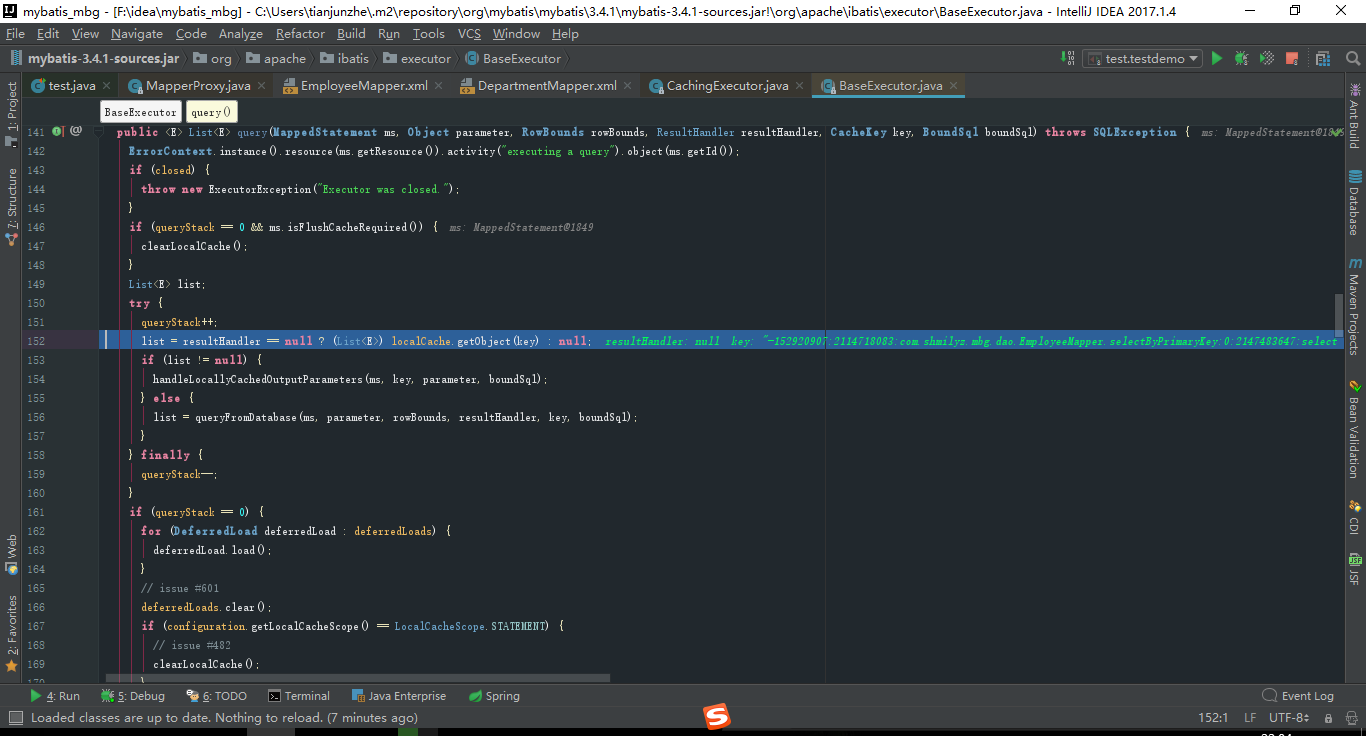 mybatis_mbg - [F:\idea\mybatis_mbg] - C:\Users\tianjunzhe\.m2\repository\org\mybatis\mybatis\3.4.1\mybatis-3.4.1-sources.jar!\org\apache\ibatis\executor\BaseExecutor.java - IntelliJ IDEA 2017.1.4
File Edit View Navigate Code Analyze Refactor Build Run Tools VCS Window Help
mybatis-3.4.1-sources.jar org apache ibatis executor BaseExecutor test.testdemo
test.java MapperProxy.java EmployeeMapper.xml DepartmentMapper.xml CachingExecutor.java BaseExecutor.java
BaseExecutor query()
141 public <E> List<E> query(MappedStatement ms, Object parameter, RowBounds rowBounds, ResultHandler resultHandler, CacheKey key, BoundSql boundSql) throws SQLException { ms: MappedStatement@1849
142 ErrorContext.instance().resource(ms.getResource()).activity("executing a query").object(ms.getId());
143 if (closed) {
144 throw new ExecutorException("Executor was closed.");
145 }
146 if (queryStack == 0 && ms.isFlushCacheRequired()) { ms: MappedStatement@1849
147 clearLocalCache();
148 }
149 List<E> list;
150 try {
151 queryStack++;
152 list = resultHandler == null ? (List<E>) localCache.getObject(key) : null; resultHandler: null key: "-152920907:2114718083:com.shmilyz.mbg.dao.EmployeeMapper.selectByPrimaryKey:0:2147483647:select
153 if (list != null) {
154 handleLocallyCachedOutputParameters(ms, key, parameter, boundSql);
155 } else {
156 list = queryFromDatabase(ms, parameter, rowBounds, resultHandler, key, boundSql);
157 }
158 } finally {
159 queryStack--;
160 }
161 if (queryStack == 0) {
162 for (DeferredLoad deferredLoad : deferredLoads) {
163 deferredLoad.load();
164 }
165 // issue #601
166 deferredLoads.clear();
167 if (configuration.getLocalCacheScope() == LocalCacheScope.STATEMENT) {
168 // issue #482
169 clearLocalCache();
170 }
1: Project
7: Structure
Web
2: Favorites
Ant Build
Database
Maven Projects
Bean Validation
CDI
JSF
4: Run 5: Debug 6: TODO Terminal Java Enterprise Spring Event Log
Loaded classes are up to date. Nothing to reload. (7 minutes ago) 152:1 LF UTF-8